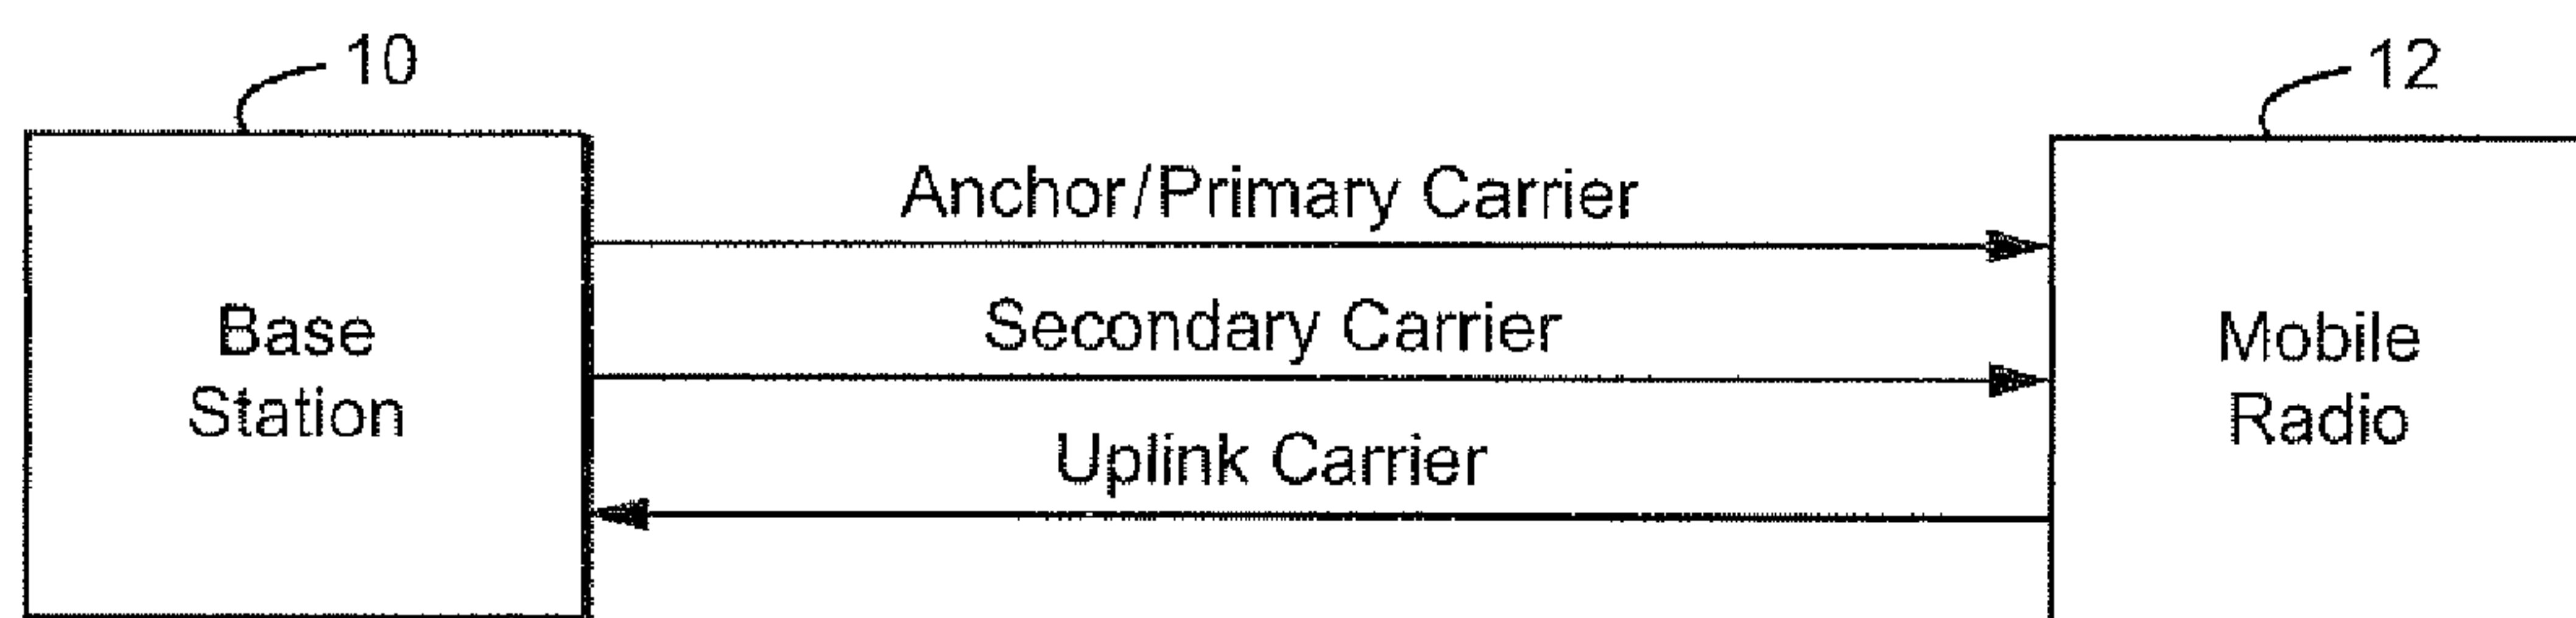 10
12
Anchor/Primary Carrier
Secondary Carrier
Uplink Carrier
Base
Station
Mobile
Radio